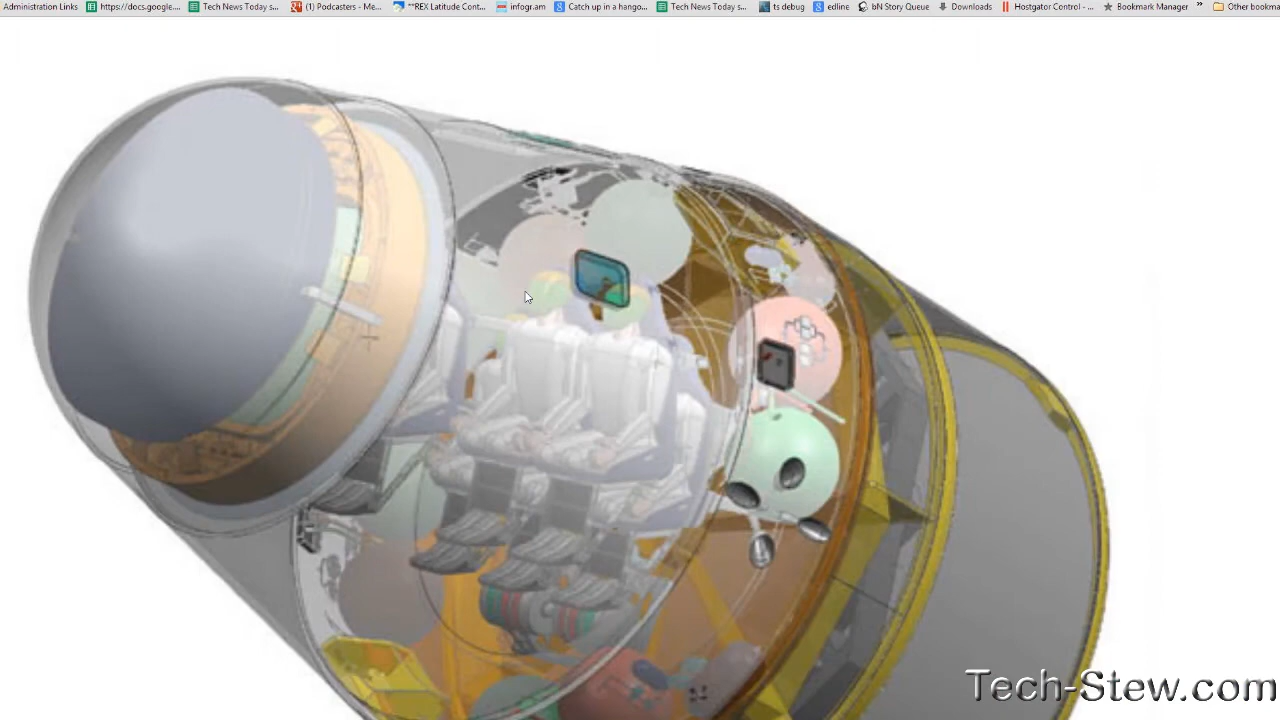 Administration Links https://docs.google.... Tech News Today s... (1) Podcasters - Me... **REX Latitude Cont... infogr.am Catch up in a hango... Tech News Today s... ts debug edline bN Story Queue Downloads Hostgator Control - ... Bookmark Manager » Other bookma
Tech-Stew.com